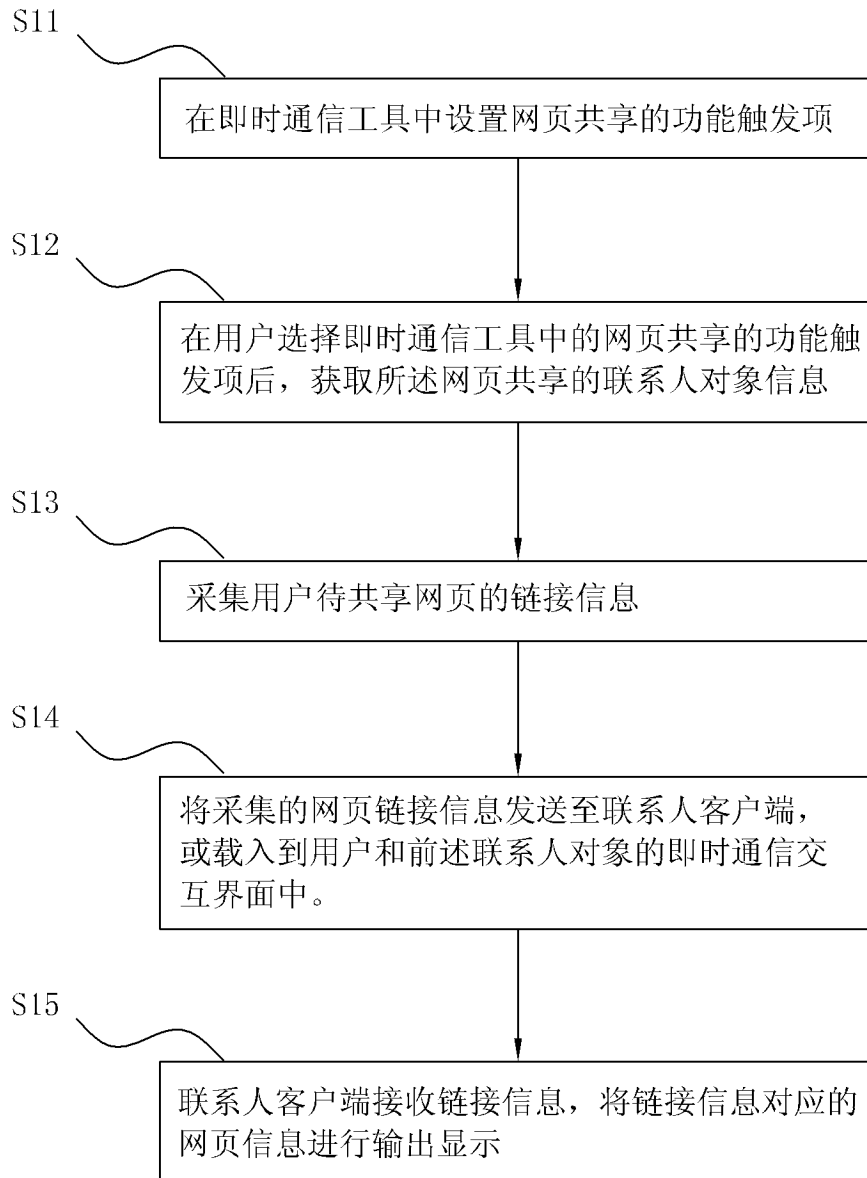 S11
在即时通信工具中设置网页共享的功能触发项
S12
在用户选择即时通信工具中的网页共享的功能触
发项后，获取所述网页共享的联系人对象信息
S13
采集用户待共享网页的链接信息
S14
将采集的网页链接信息发送至联系人客户端，
或载入到用户和前述联系人对象的即时通信交
互界面中。
S15
联系人客户端接收链接信息，将链接信息对应的
网页信息进行输出显示